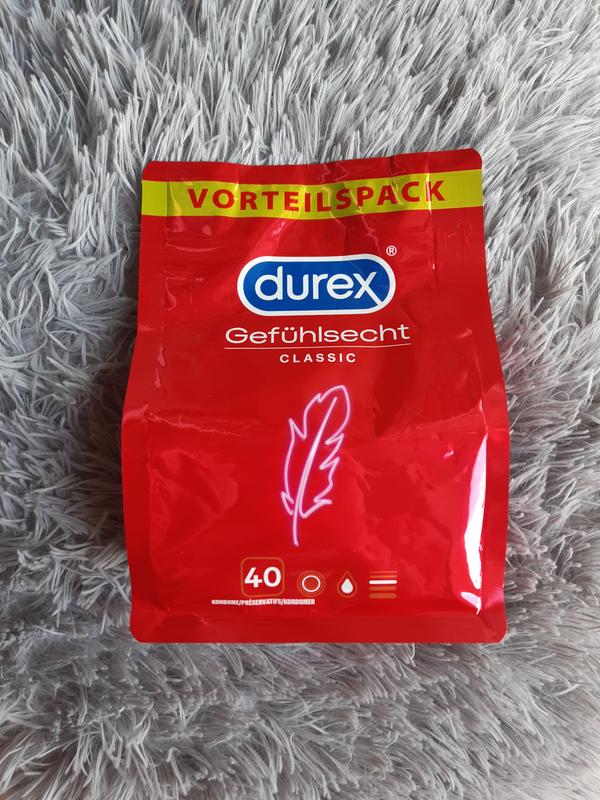 VORTEILSPACK
durex®
Gefühlsecht
CLASSIC
40
KONDOME/PRÉSERVATIFS/KONDOMER